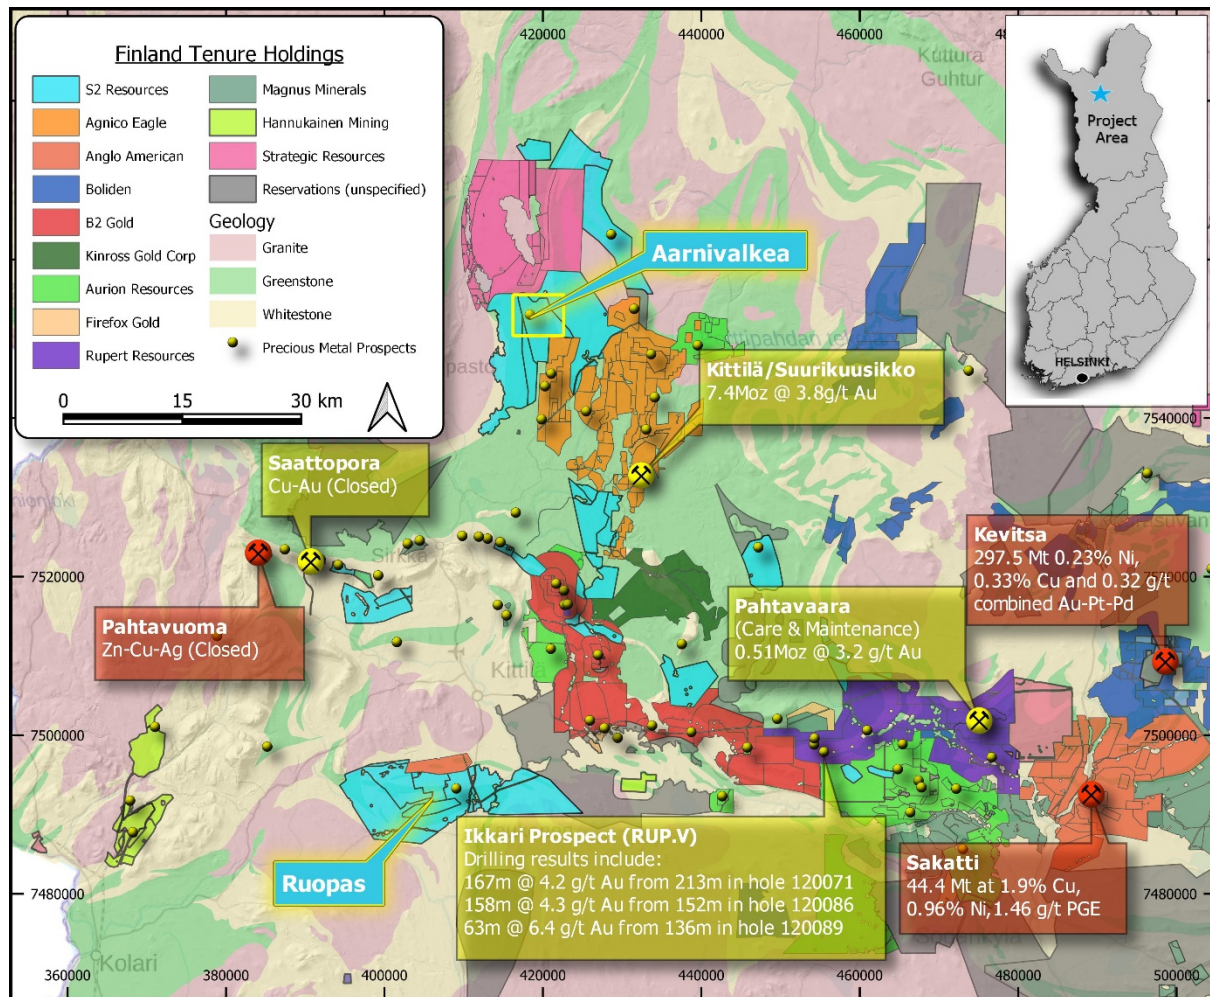 420000
440000
460000
Kuttura
Guhtur
Finland Tenure Holdings
S2 Resources
Agnico Eagle
Anglo American
Boliden
B2 Gold
Kinross Gold Corp
Aurion Resources
Firefox Gold
Rupert Resources
Magnus Minerals
Hannukainen Mining
Strategic Resources
Reservations (unspecified)
Geology
Granite
Greenstone
Whitestone
Precious Metal Prospects
0 15 30 km
Project
Area
HELSINKI
Aarnivalkea
Kittilä/Suurikuusikko
7.4Moz @ 3.8g/t Au
7540000
Saattopora
Cu-Au (Closed)
Sirkka
7520000
Pahtavuoma
Zn-Cu-Ag (Closed)
Kittilä
Pahtavaara
(Care & Maintenance)
0.51Moz @ 3.2 g/t Au
Kevitsa
297.5 Mt 0.23% Ni,
0.33% Cu and 0.32 g/t
combined Au-Pt-Pd
7500000
7500000
Ruopas
Ikkari Prospect (RUP.V)
Drilling results include:
167m @ 4.2 g/t Au from 213m in hole 120071
158m @ 4.3 g/t Au from 152m in hole 120086
63m @ 6.4 g/t Au from 136m in hole 120089
Sakatti
44.4 Mt at 1.9% Cu,
0.96% Ni,1.46 g/t PGE
7480000
7480000
Kolari
360000
380000
400000
420000
440000
460000
480000
500000